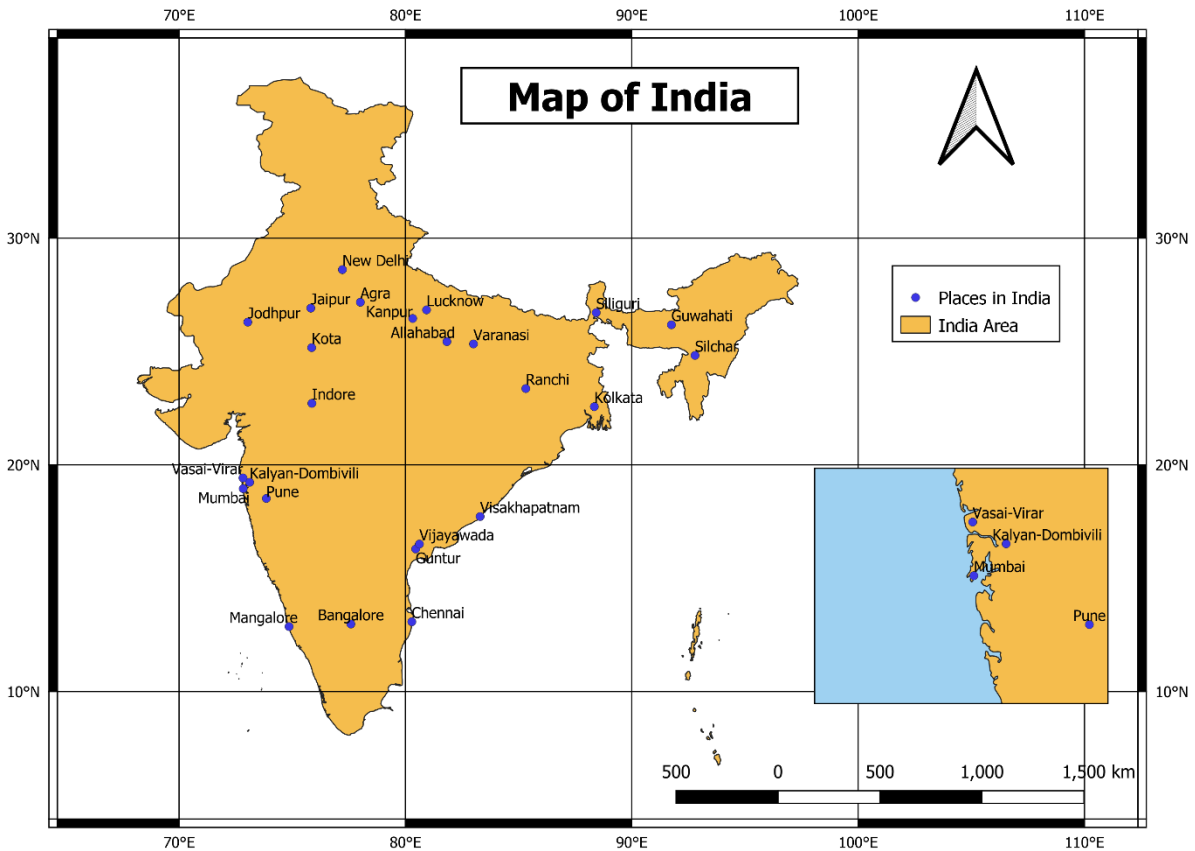 70°E 80°E 90°E 100°E 110°E
Map of India
30°N 30°N
New Delhi
Places in India
India Area
Agra
Jaipur
Lucknow
Siliguri
Jodhpur
Kanpur
Guwahati
Allahabad
Varanasi
Kota
Silchar
Ranchi
Indore
Kolkata
20°N 20°N
Vasai-Virar
Kalyan-Dombivili
Mumbai
Pune
Visakhapatnam
Vijayawada
Guntur
Vasai-Virar
Kalyan-Dombivili
Mumbai
Pune
Mangalore
Bangalore
Chennai
10°N 10°N
500 0 500 1,000 1,500 km
70°E 80°E 90°E 100°E 110°E